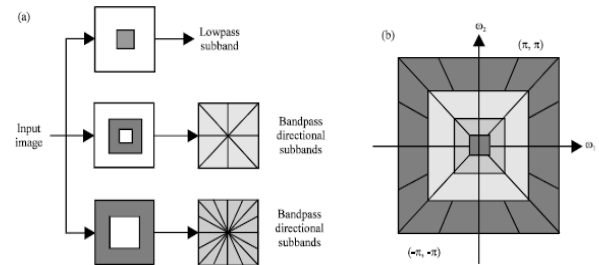 (a)
Lowpass
subband
Input
image
Bandpass
directional
subbands
Bandpass
directional
subbands
(b)
ω₂
(π, π)
ω₁
(-π, -π)